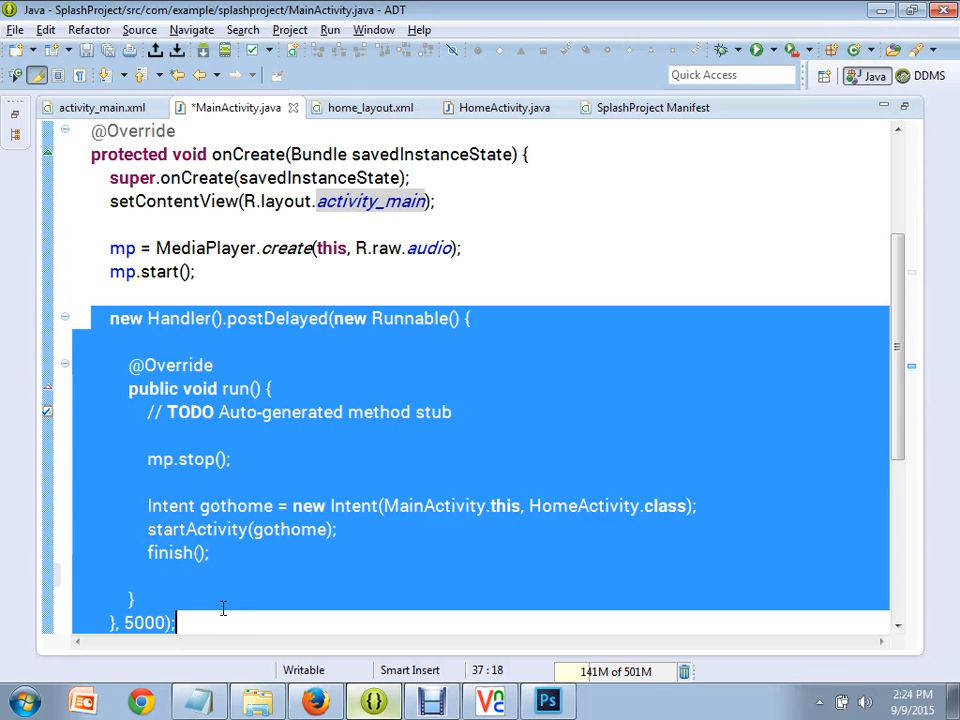 Java - SplashProject/src/com/example/splashproject/MainActivity.java - ADT
File Edit Refactor Source Navigate Search Project Run Window Help
Quick Access
Java
DDMS
activity_main.xml
*MainActivity.java
home_layout.xml
HomeActivity.java
SplashProject Manifest
@Override
protected void onCreate(Bundle savedInstanceState) {
super.onCreate(savedInstanceState);
setContentView(R.layout.activity_main);
mp = MediaPlayer.create(this, R.raw.audio);
mp.start();
new Handler().postDelayed(new Runnable() {
@Override
public void run() {
// TODO Auto-generated method stub
mp.stop();
Intent gothome = new Intent(MainActivity.this, HomeActivity.class);
startActivity(gothome);
finish();
}
}, 5000);
Writable
Smart Insert
37 : 18
141M of 501M
2:24 PM
9/9/2015
Ps